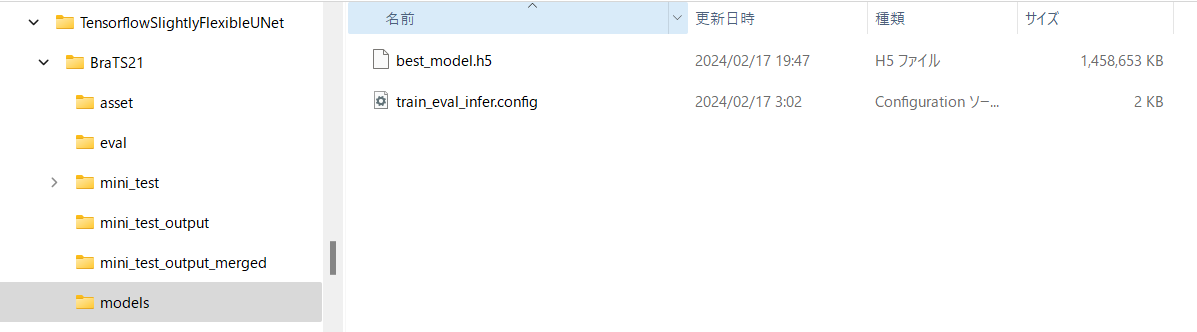 TensorflowSlightlyFlexibleUNet
BraTS21
asset
eval
mini_test
mini_test_output
mini_test_output_merged
models
名前 更新日時 種類 サイズ
best_model.h5 2024/02/17 19:47 H5 ファイル 1,458,653 KB
train_eval_infer.config 2024/02/17 3:02 Configuration ソー... 2 KB